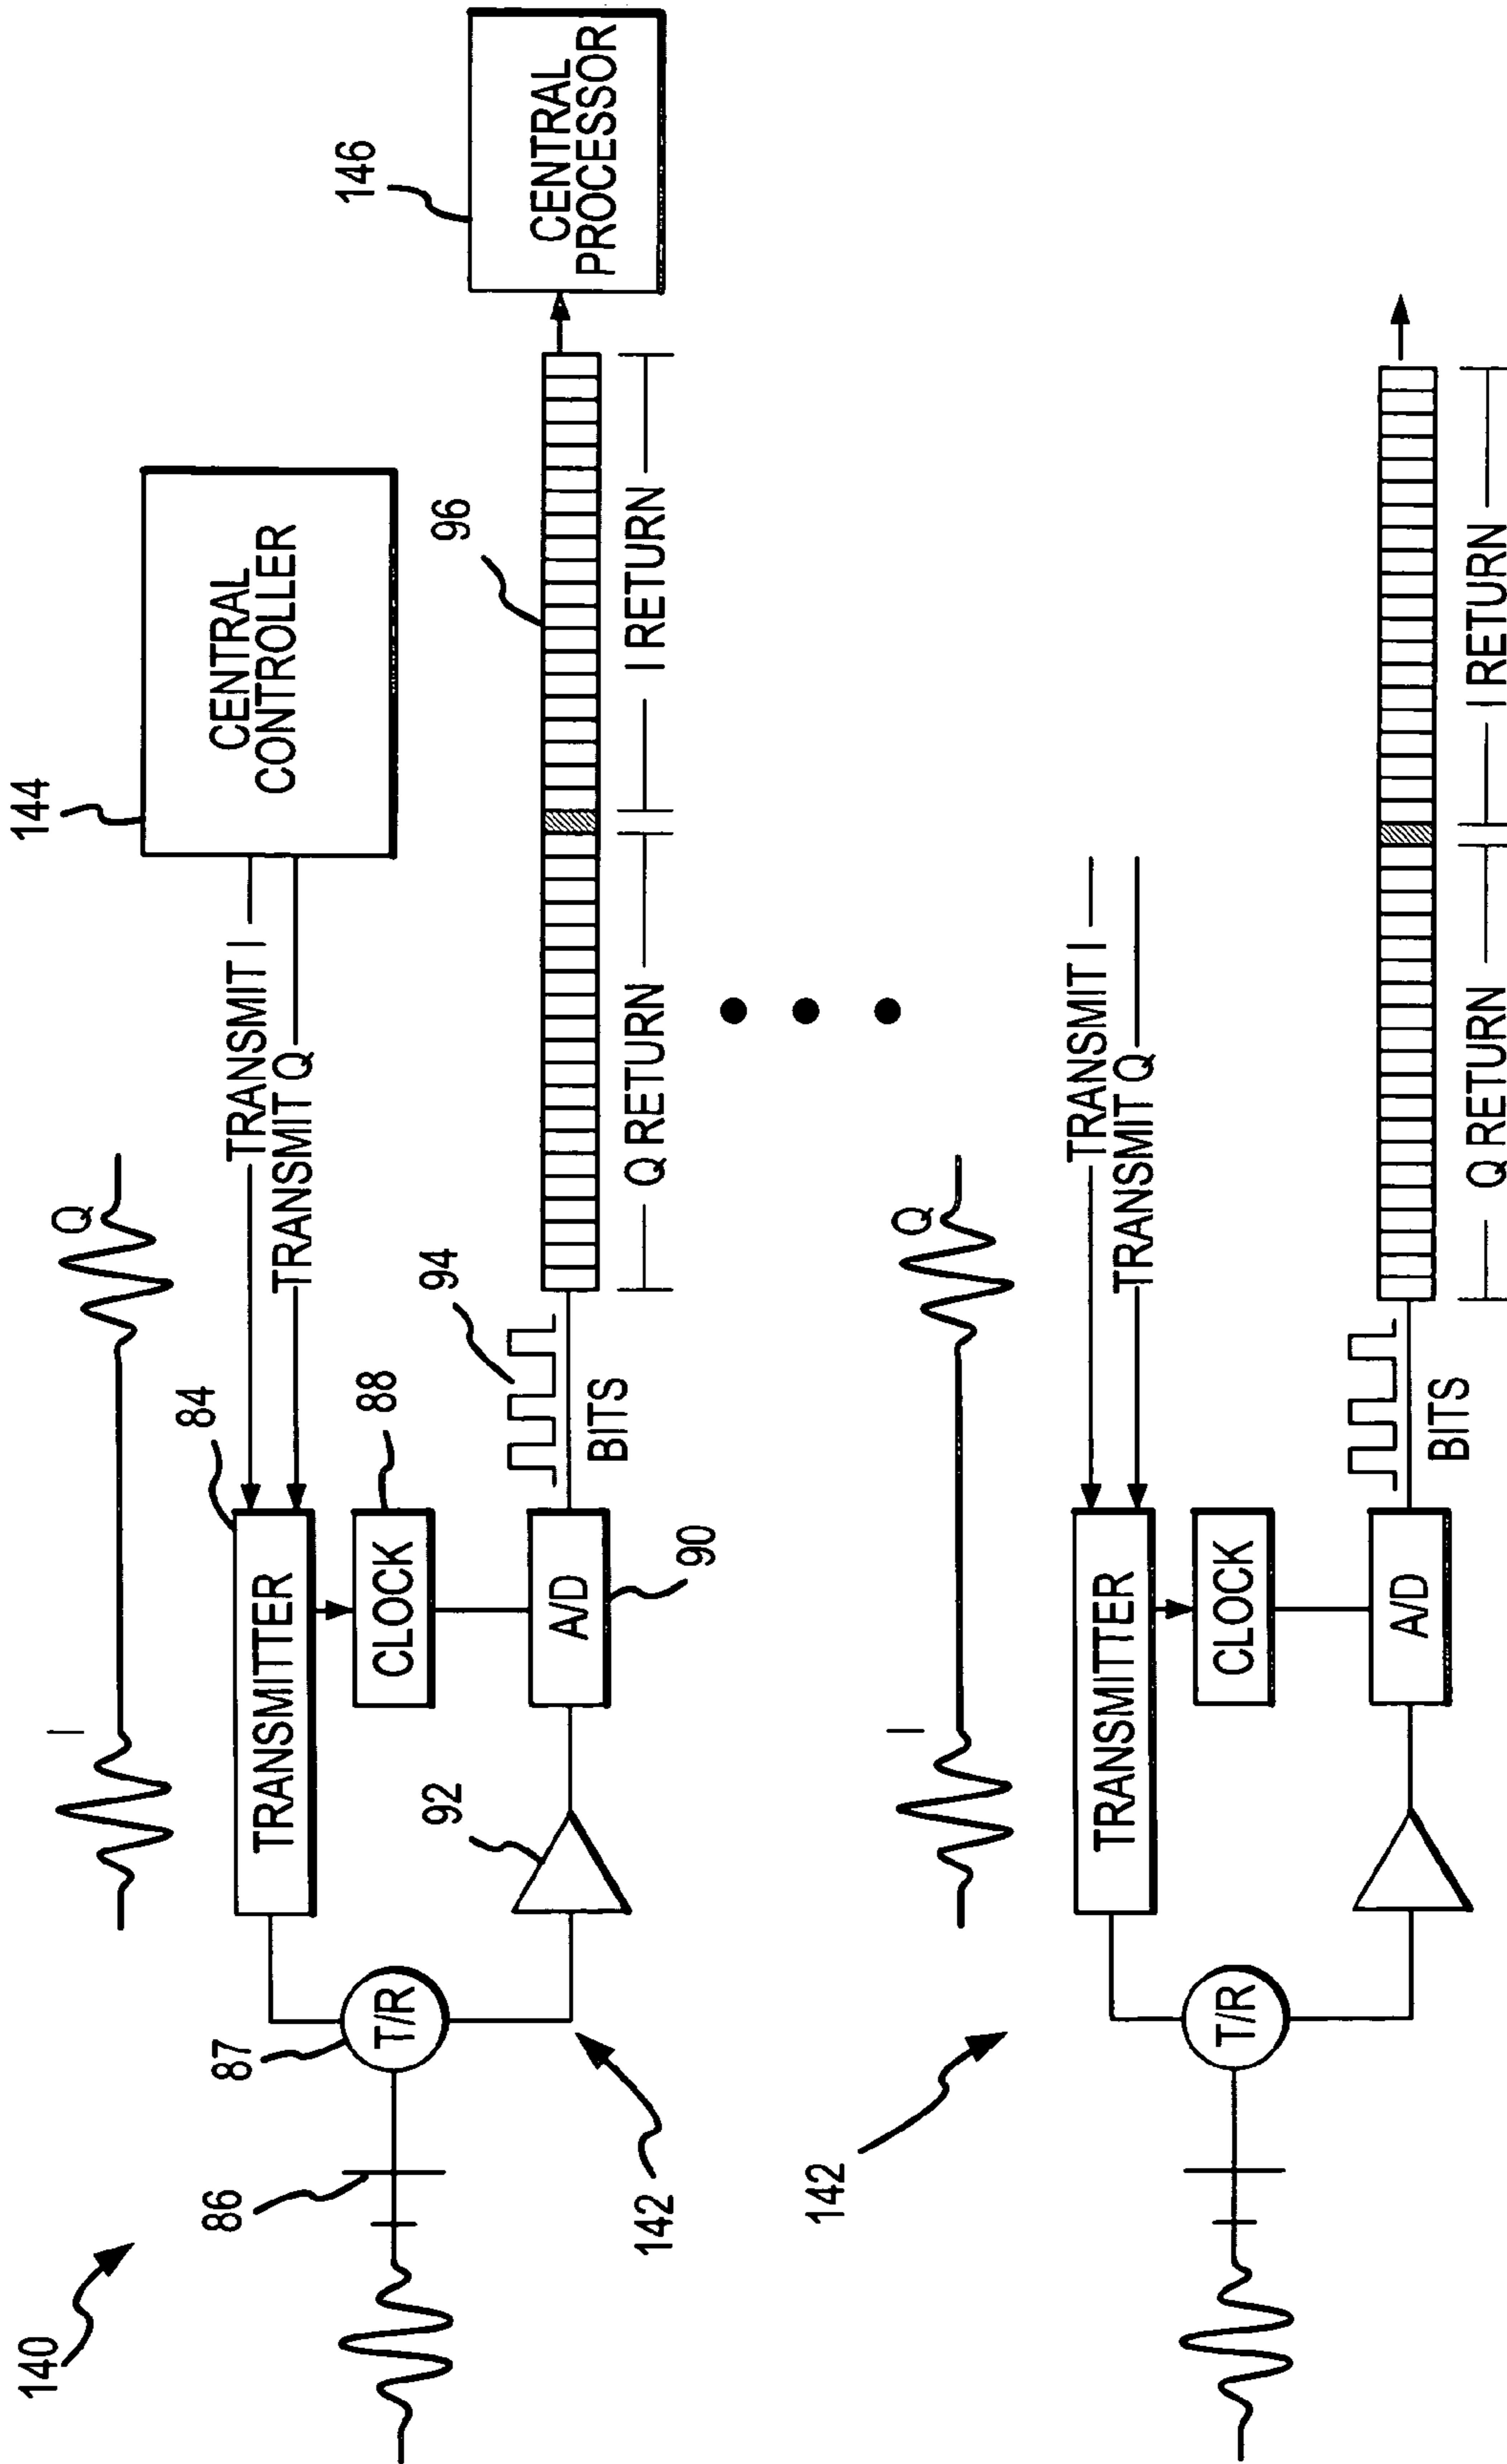 140
144
I
Q
84
TRANSMIT I
TRANSMIT Q
CENTRAL
CONTROLLER
TRANSMITTER
86
87
88
CLOCK
T/R
146
92
94
96
A/D
CENTRAL
PROCESSOR
BITS
Q RETURN
I RETURN
142
90
142
I
Q
TRANSMIT I
TRANSMIT Q
TRANSMITTER
CLOCK
T/R
A/D
BITS
Q RETURN
I RETURN